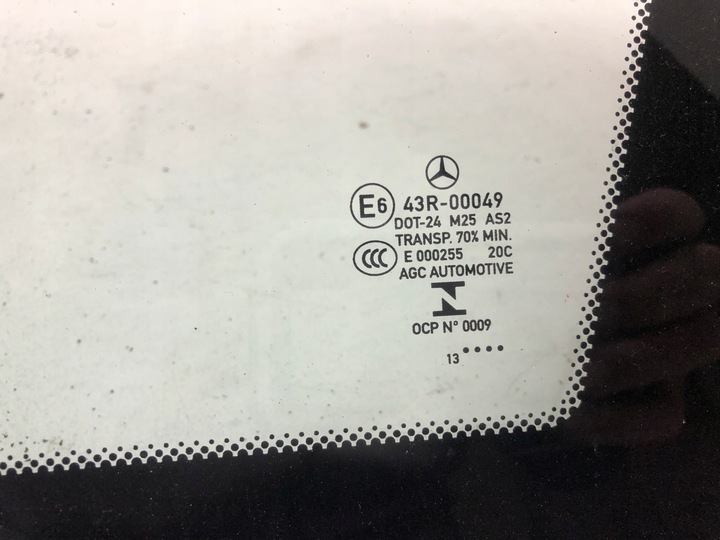 E6 43R-00049
DOT-24 M25 AS2
TRANSP. 70% MIN.
CCC E 000255 20C
AGC AUTOMOTIVE
OCP N° 0009
13 ••••